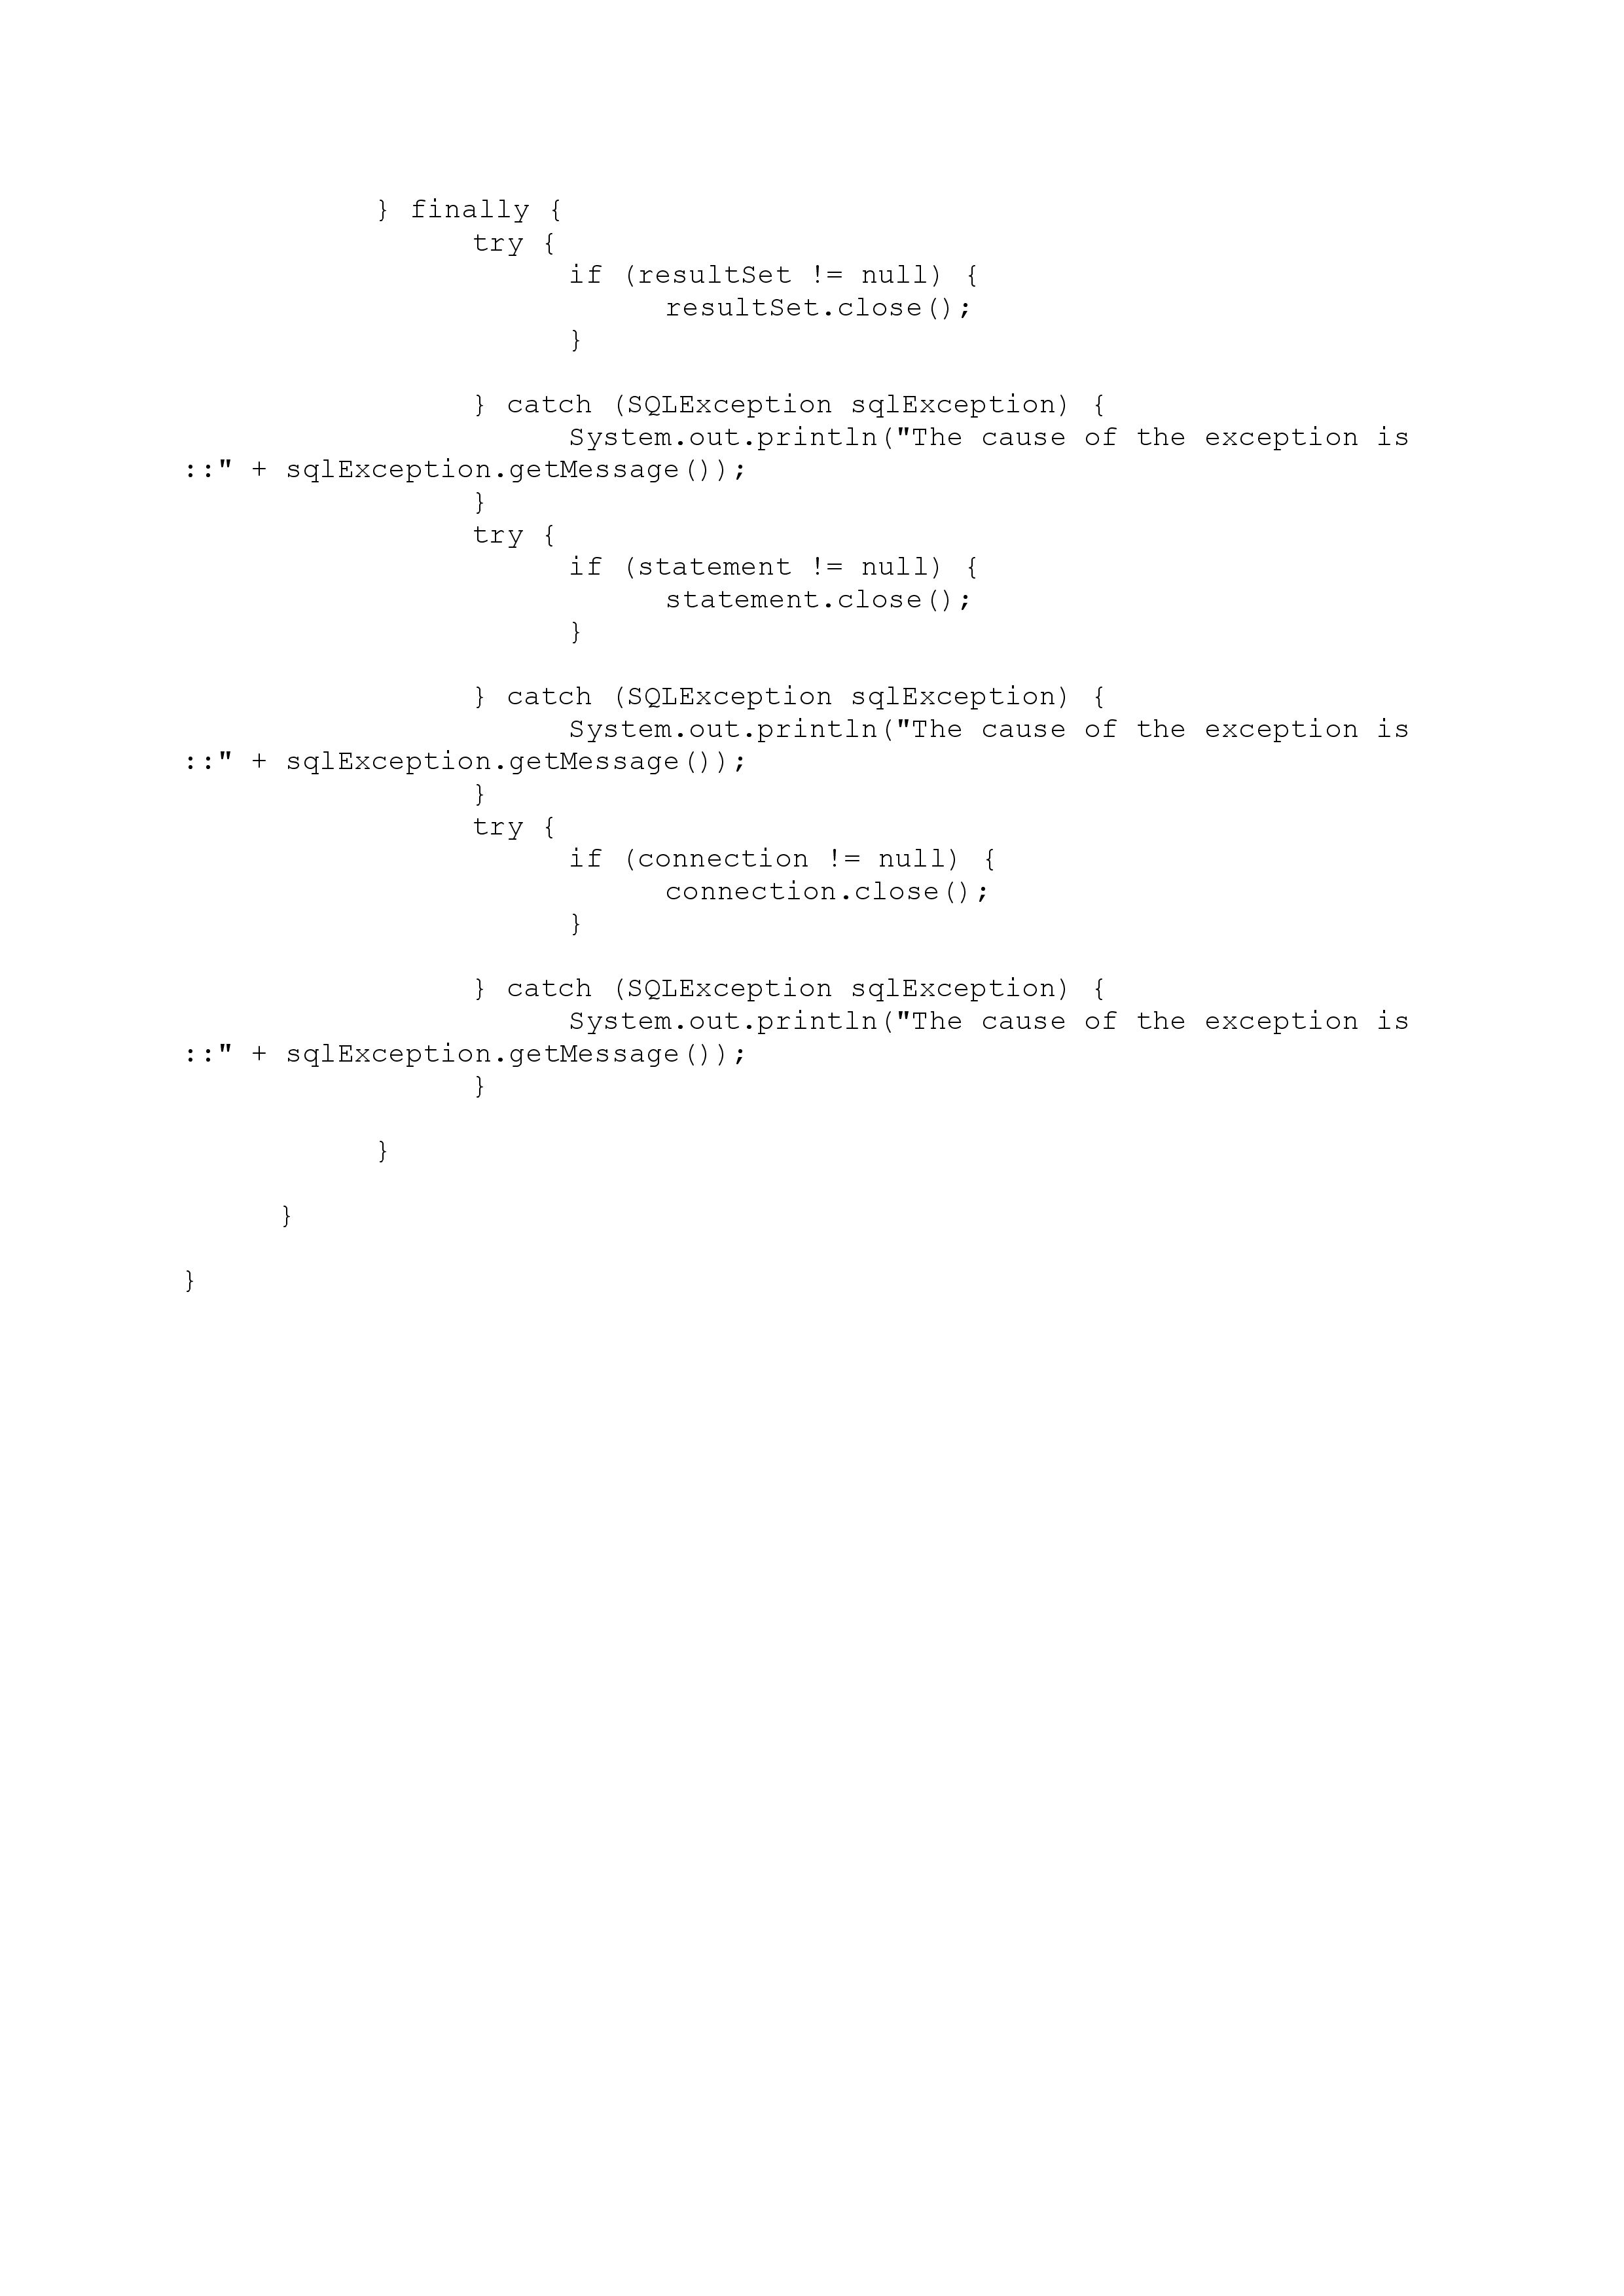 } finally {
try {
if (resultSet != null) {
resultSet.close();
}
} catch (SQLException sqlException) {
System.out.println("The cause of the exception is
::" + sqlException.getMessage());
}
try {
if (statement != null) {
statement.close();
}
} catch (SQLException sqlException) {
System.out.println("The cause of the exception is
::" + sqlException.getMessage());
}
try {
if (connection != null) {
connection.close();
}
} catch (SQLException sqlException) {
System.out.println("The cause of the exception is
::" + sqlException.getMessage());
}
}
}
}